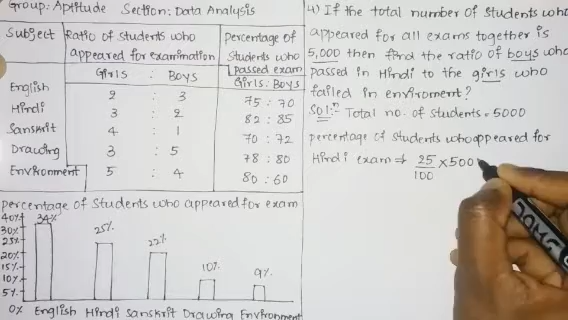 Group: Aptitude Section: Data Analysis
Subject Ratio of students who appeared for examination Percentage of students who passed exam
Girls : Boys Girls : Boys
English 2 : 3 75 : 70
Hindi 3 : 2 82 : 85
Sanskrit 4 : 1 70 : 72
Drawing 3 : 5 78 : 80
Environment 5 : 4 80 : 60
percentage of students who appeared for exam
40%
30%
25%
20%
15%
10%
5%
0%
34% 25% 22% 10% 9%
English Hindi Sanskrit Drawing Environment
4) If the total number of students who
appeared for all exams together is
5,000 then find the ratio of boys who
passed in Hindi to the girls who
failed in enviroment?
Sol:n Total no. of students = 5000
percentage of students who appeared for
Hindi exam ⇒ 25/100 × 500